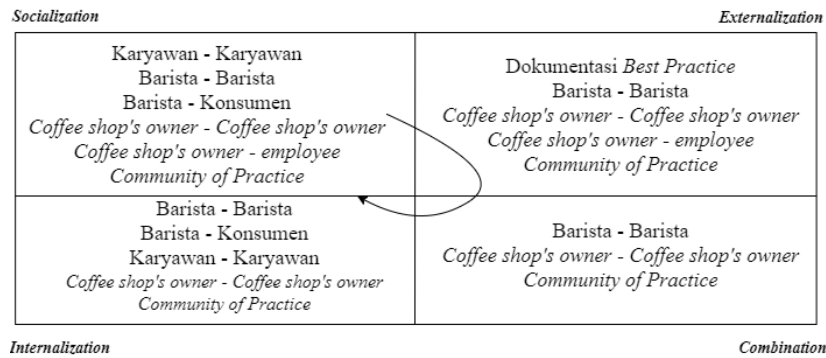 Socialization
Externalization
Karyawan - Karyawan
Barista - Barista
Barista - Konsumen
Coffee shop's owner - Coffee shop's owner
Coffee shop's owner - employee
Community of Practice
Dokumentasi Best Practice
Barista - Barista
Coffee shop's owner - Coffee shop's owner
Coffee shop's owner - employee
Community of Practice
Barista - Barista
Barista - Konsumen
Karyawan - Karyawan
Coffee shop's owner - Coffee shop's owner
Community of Practice
Barista - Barista
Coffee shop's owner - Coffee shop's owner
Community of Practice
Internalization
Combination